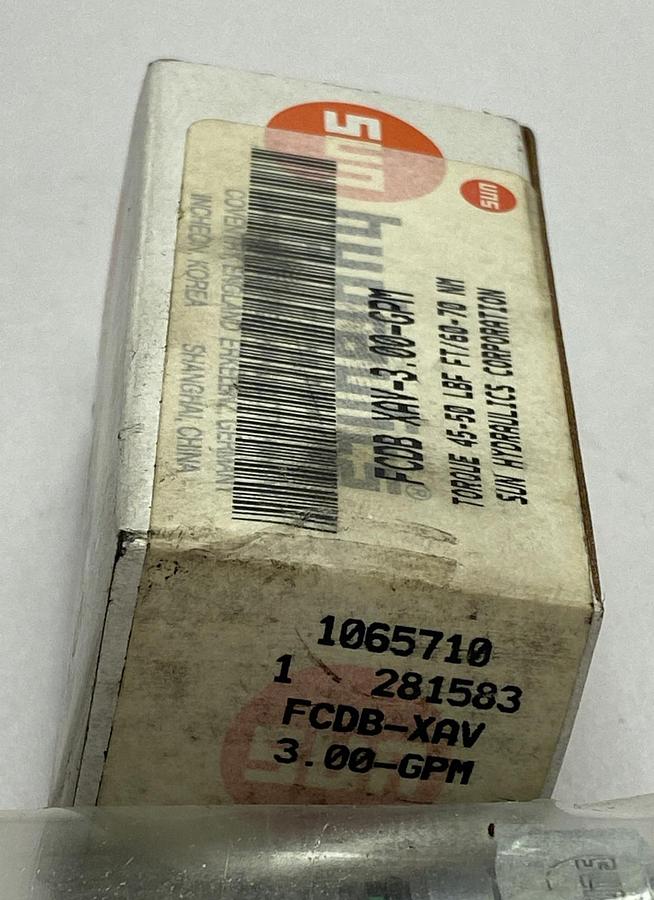 sun
hydraulics
®
sun
COVENTRY, ENGLAND ERKELENZ, GERMANY
INCHEON, KOREA SHANGHAI, CHINA
FCDB XAV-3.00-GPM
TORQUE 45-50 LBF FT/60-70 NM
SUN HYDRAULICS CORPORATION
1065710
1 281583
FCDB-XAV
3.00-GPM
sun